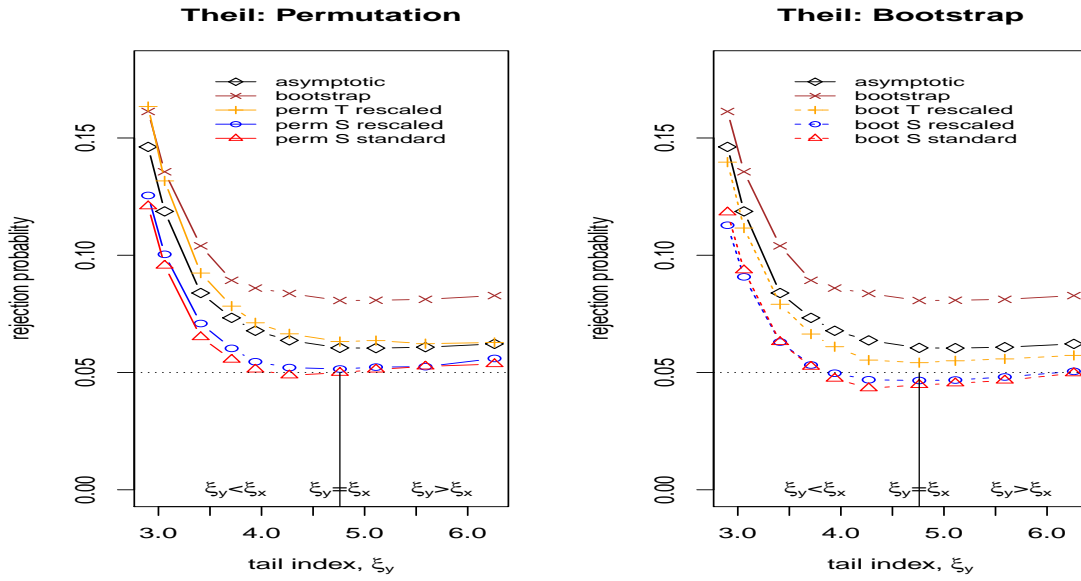 Theil: Permutation
asymptotic
bootstrap
perm T rescaled
perm S rescaled
perm S standard
rejection probablity
0.15
0.10
0.05
0.00
ξy<ξx
ξy=ξx
ξy>ξx
3.0 4.0 5.0 6.0
tail index, ξy
Theil: Bootstrap
asymptotic
bootstrap
boot T rescaled
boot S rescaled
boot S standard
rejection probablity
0.15
0.10
0.05
0.00
ξy<ξx
ξy=ξx
ξy>ξx
3.0 4.0 5.0 6.0
tail index, ξy